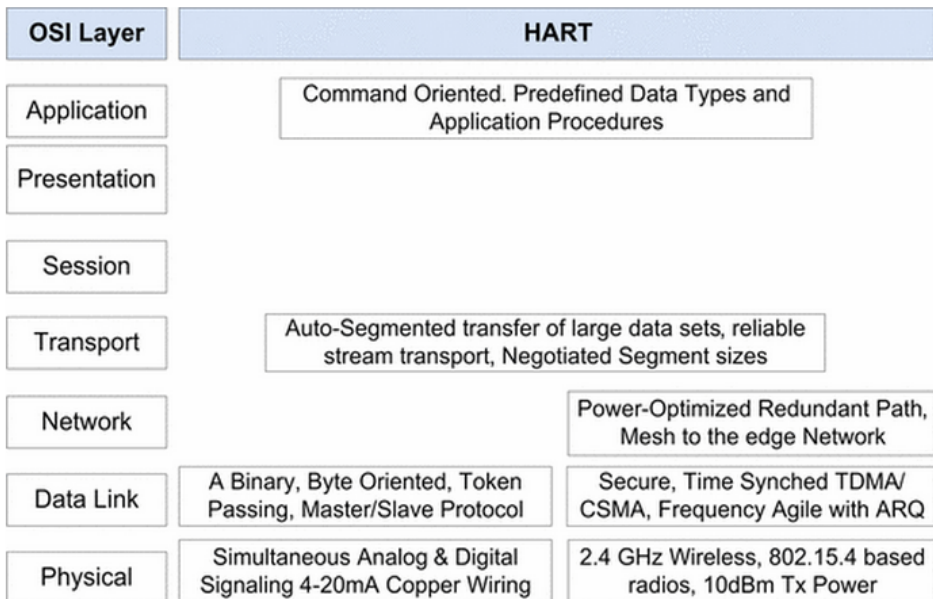 OSI Layer
HART
Application
Command Oriented. Predefined Data Types and
Application Procedures
Presentation
Session
Transport
Auto-Segmented transfer of large data sets, reliable
stream transport, Negotiated Segment sizes
Network
Power-Optimized Redundant Path,
Mesh to the edge Network
Data Link
A Binary, Byte Oriented, Token
Passing, Master/Slave Protocol
Secure, Time Synched TDMA/
CSMA, Frequency Agile with ARQ
Physical
Simultaneous Analog & Digital
Signaling 4-20mA Copper Wiring
2.4 GHz Wireless, 802.15.4 based
radios, 10dBm Tx Power